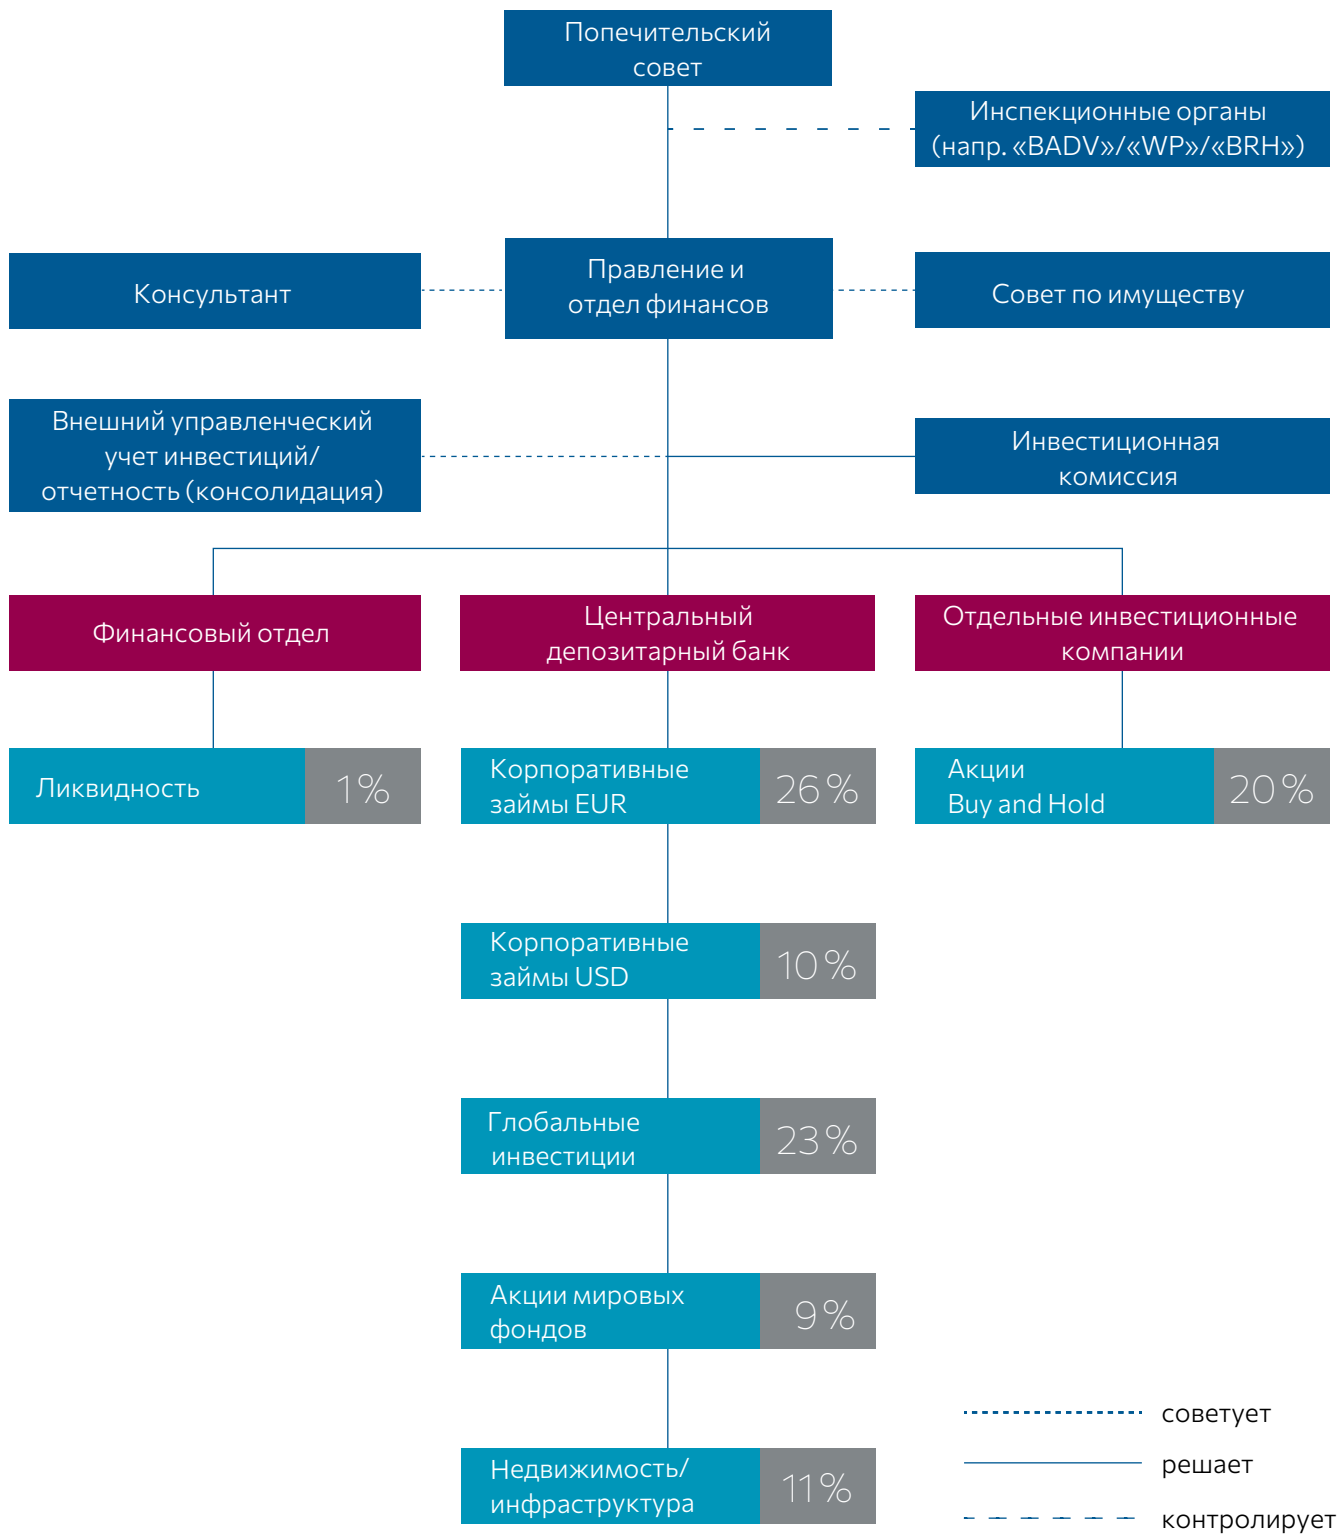 Попечительский
совет
Инспекционные органы
(напр. «BADV»/«WP»/«BRH»)
Консультант
Правление и
отдел финансов
Совет по имуществу
Внешний управленческий
учет инвестиций/
отчетность (консолидация)
Инвестиционная
комиссия
Финансовый отдел
Центральный
депозитарный банк
Отдельные инвестиционные
компании
Ликвидность
1 %
Корпоративные
займы EUR
26 %
Акции
Buy and Hold
20 %
Корпоративные
займы USD
10 %
Глобальные
инвестиции
23 %
Акции мировых
фондов
9 %
Недвижимость/
инфраструктура
11 %
советует
решает
контролирует